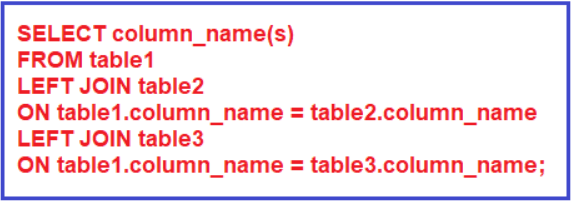 SELECT column_name(s)
FROM table1
LEFT JOIN table2
ON table1.column_name = table2.column_name
LEFT JOIN table3
ON table1.column_name = table3.column_name;